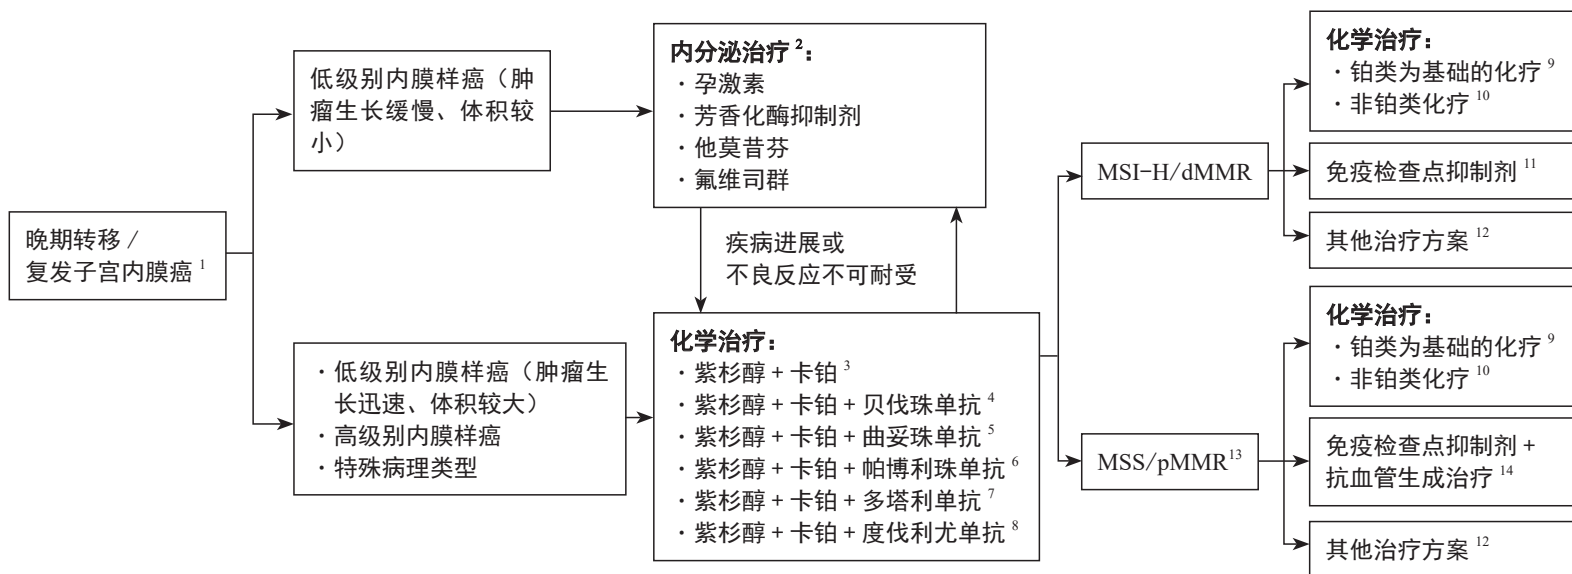 晚期转移 /
复发子宫内膜癌 1
低级别内膜样癌（肿
瘤生长缓慢、体积较
小）
· 低级别内膜样癌（肿瘤生
长迅速、体积较大）
· 高级别内膜样癌
· 特殊病理类型
内分泌治疗 2：
· 孕激素
· 芳香化酶抑制剂
· 他莫昔芬
· 氟维司群
疾病进展或
不良反应不可耐受
化学治疗：
· 紫杉醇 + 卡铂 3
· 紫杉醇 + 卡铂 + 贝伐珠单抗 4
· 紫杉醇 + 卡铂 + 曲妥珠单抗 5
· 紫杉醇 + 卡铂 + 帕博利珠单抗 6
· 紫杉醇 + 卡铂 + 多塔利单抗 7
· 紫杉醇 + 卡铂 + 度伐利尤单抗 8
MSI-H/dMMR
化学治疗：
· 铂类为基础的化疗 9
· 非铂类化疗 10
免疫检查点抑制剂 11
其他治疗方案 12
MSS/pMMR13
化学治疗：
· 铂类为基础的化疗 9
· 非铂类化疗 10
免疫检查点抑制剂 +
抗血管生成治疗 14
其他治疗方案 12